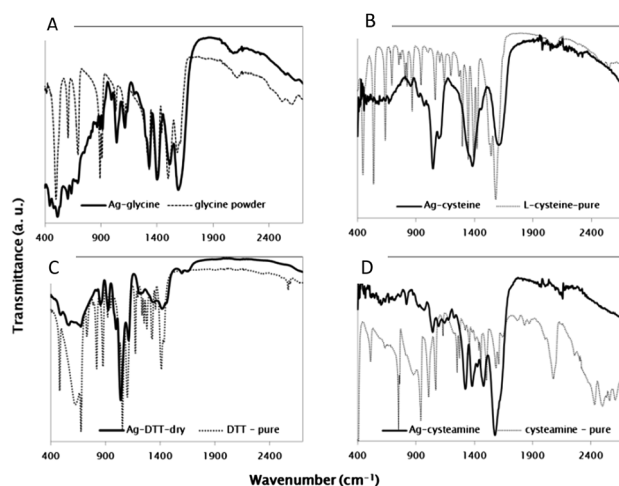 A
B
Ag-glycine glycine powder
Ag-cysteine L-cysteine-pure
400 900 1400 1900 2400
400 900 1400 1900 2400
Transmittance (a. u.)
C
D
Ag-DTT-dry DTT - pure
Ag-cysteamine cysteamine - pure
400 900 1400 1900 2400
400 900 1400 1900 2400
Wavenumber (cm⁻¹)